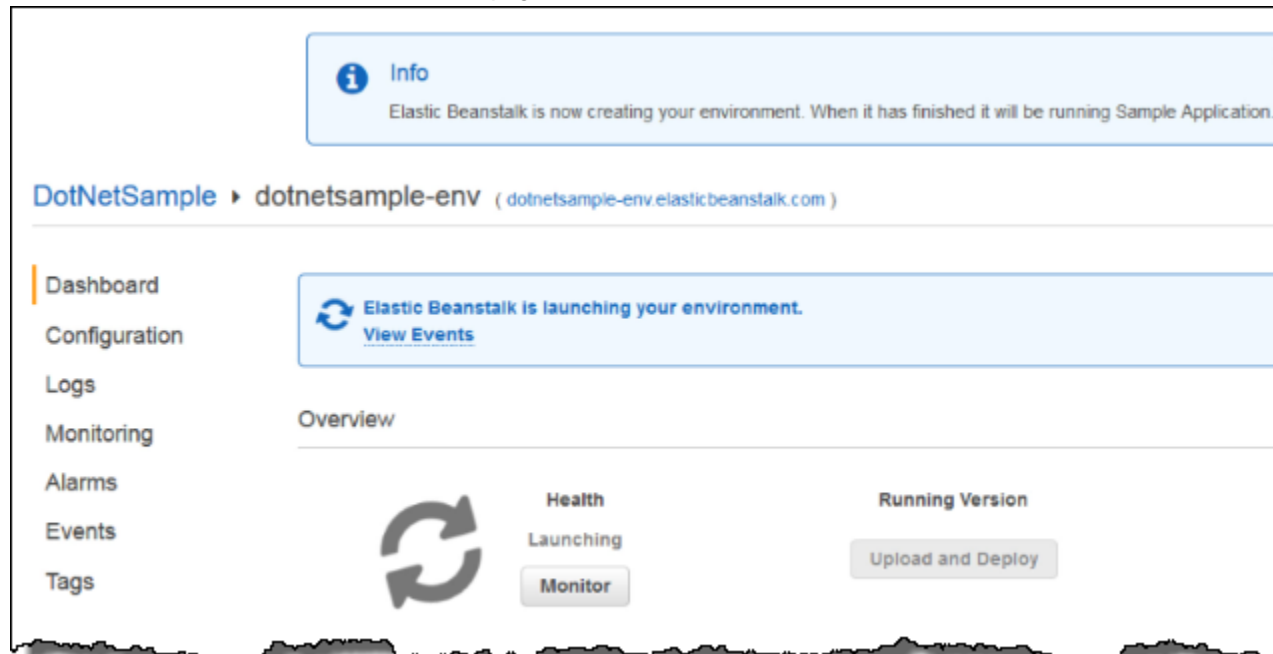 Info
Elastic Beanstalk is now creating your environment. When it has finished it will be running Sample Application.
DotNetSample ▸ dotnetsample-env ( dotnetsample-env.elasticbeanstalk.com )
Dashboard
Elastic Beanstalk is launching your environment.
View Events
Configuration
Logs
Monitoring
Alarms
Events
Tags
Overview
Health
Launching
Monitor
Running Version
Upload and Deploy